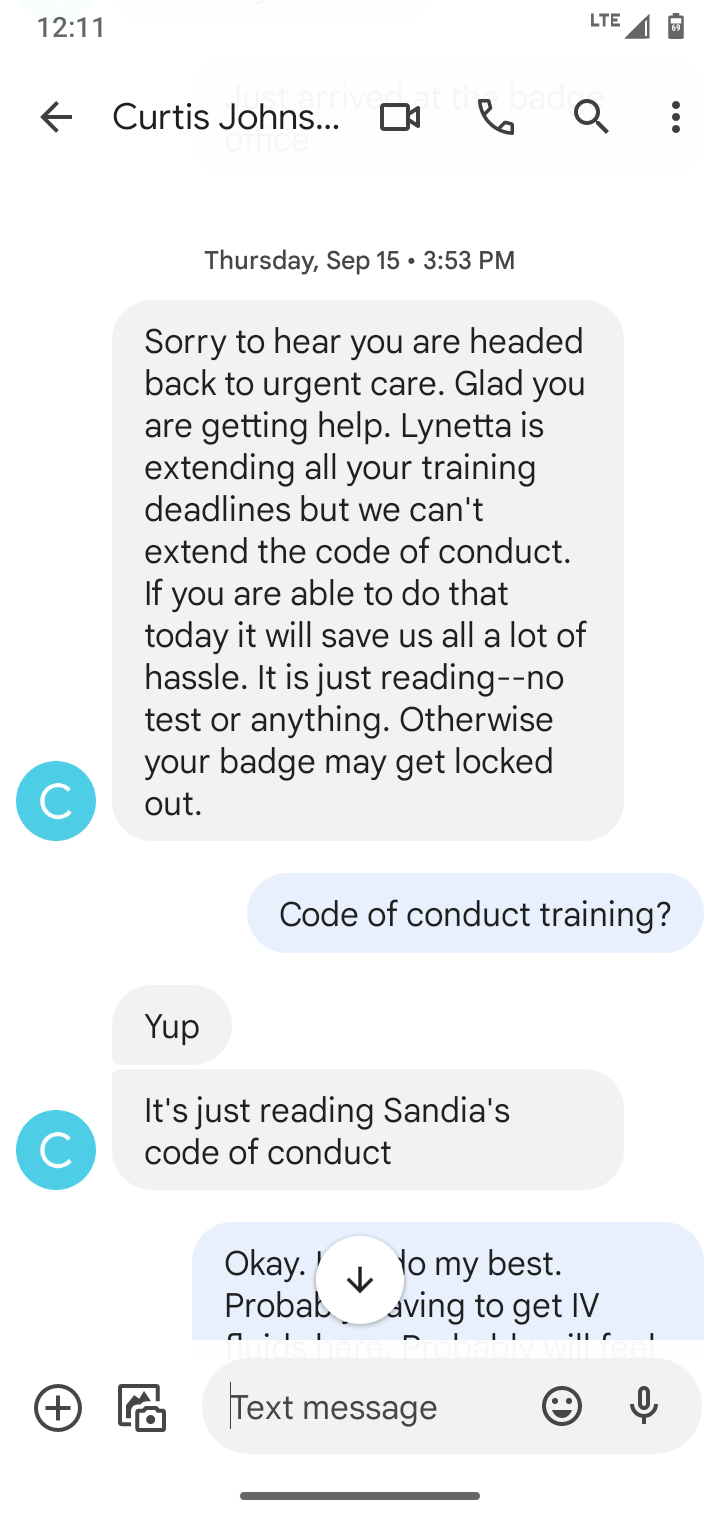 12:11
LTE
69
Just arrived at the badge
office
Curtis Johns...
Thursday, Sep 15 • 3:53 PM
Sorry to hear you are headed
back to urgent care. Glad you
are getting help. Lynetta is
extending all your training
deadlines but we can't
extend the code of conduct.
If you are able to do that
today it will save us all a lot of
hassle. It is just reading--no
test or anything. Otherwise
your badge may get locked
out.
C
Code of conduct training?
Yup
It's just reading Sandia's
code of conduct
C
Okay. do my best.
to get IV
fluids here. Probably will feel
Text message